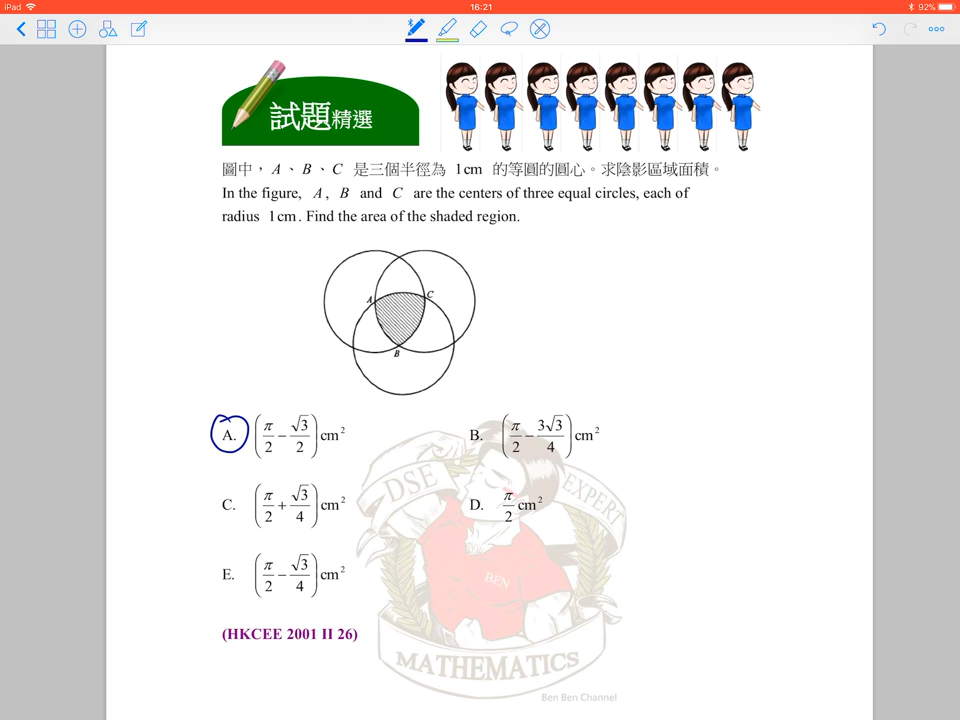 iPad 16:21 92%
試題精選
圖中，A、B、C 是三個半徑為 1cm 的等圓的圓心。求陰影區域面積。
In the figure, A, B and C are the centers of three equal circles, each of
radius 1cm. Find the area of the shaded region.
A C
B
A. (π/2 − √3/2) cm² B. (π/2 − 3√3/4) cm²
C. (π/2 + √3/4) cm² D. π/2 cm²
E. (π/2 − √3/4) cm²
(HKCEE 2001 II 26)
DSE EXPERT
BEN
MATHEMATICS
Ben Ben Channel